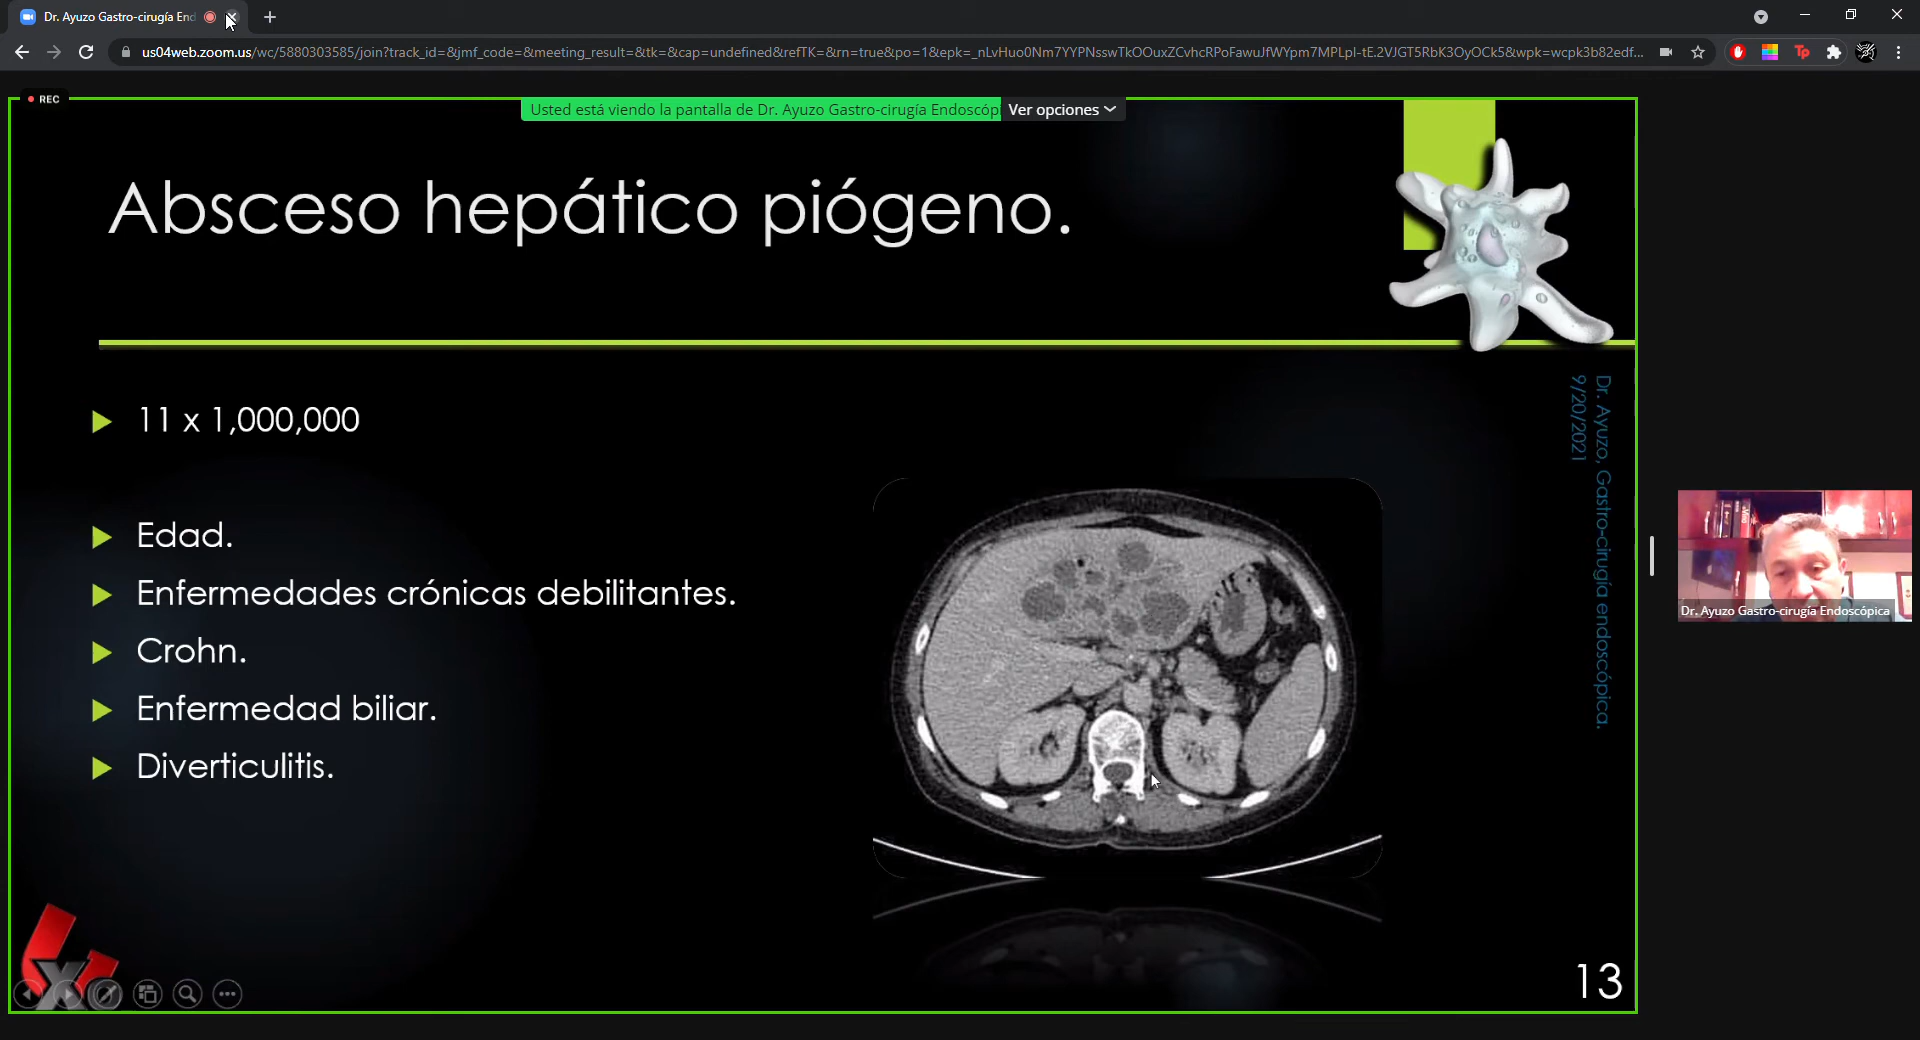 Dr. Ayuzo Gastro-cirugía End
us04web.zoom.us/wc/5880303585/join?track_id=&jmf_code=&meeting_result=&tk=&cap=undefined&refTK=&rn=true&po=1&epk=_nLvHuo0Nm7YYPNsswTkOOuxZCvhcRPoFawuJfWYpm7MPLpI-tE.2VJGT5RbK3OyOCk5&wpk=wcpk3b82edf...
REC
Usted está viendo la pantalla de Dr. Ayuzo Gastro-cirugía Endoscópi
Ver opciones
Absceso hepático piógeno.
11 x 1,000,000
Edad.
Enfermedades crónicas debilitantes.
Crohn.
Enfermedad biliar.
Diverticulitis.
Dr. Ayuzo, Gastro-cirugía endoscópica.
9/20/2021
Dr. Ayuzo Gastro-cirugía Endoscópica
13